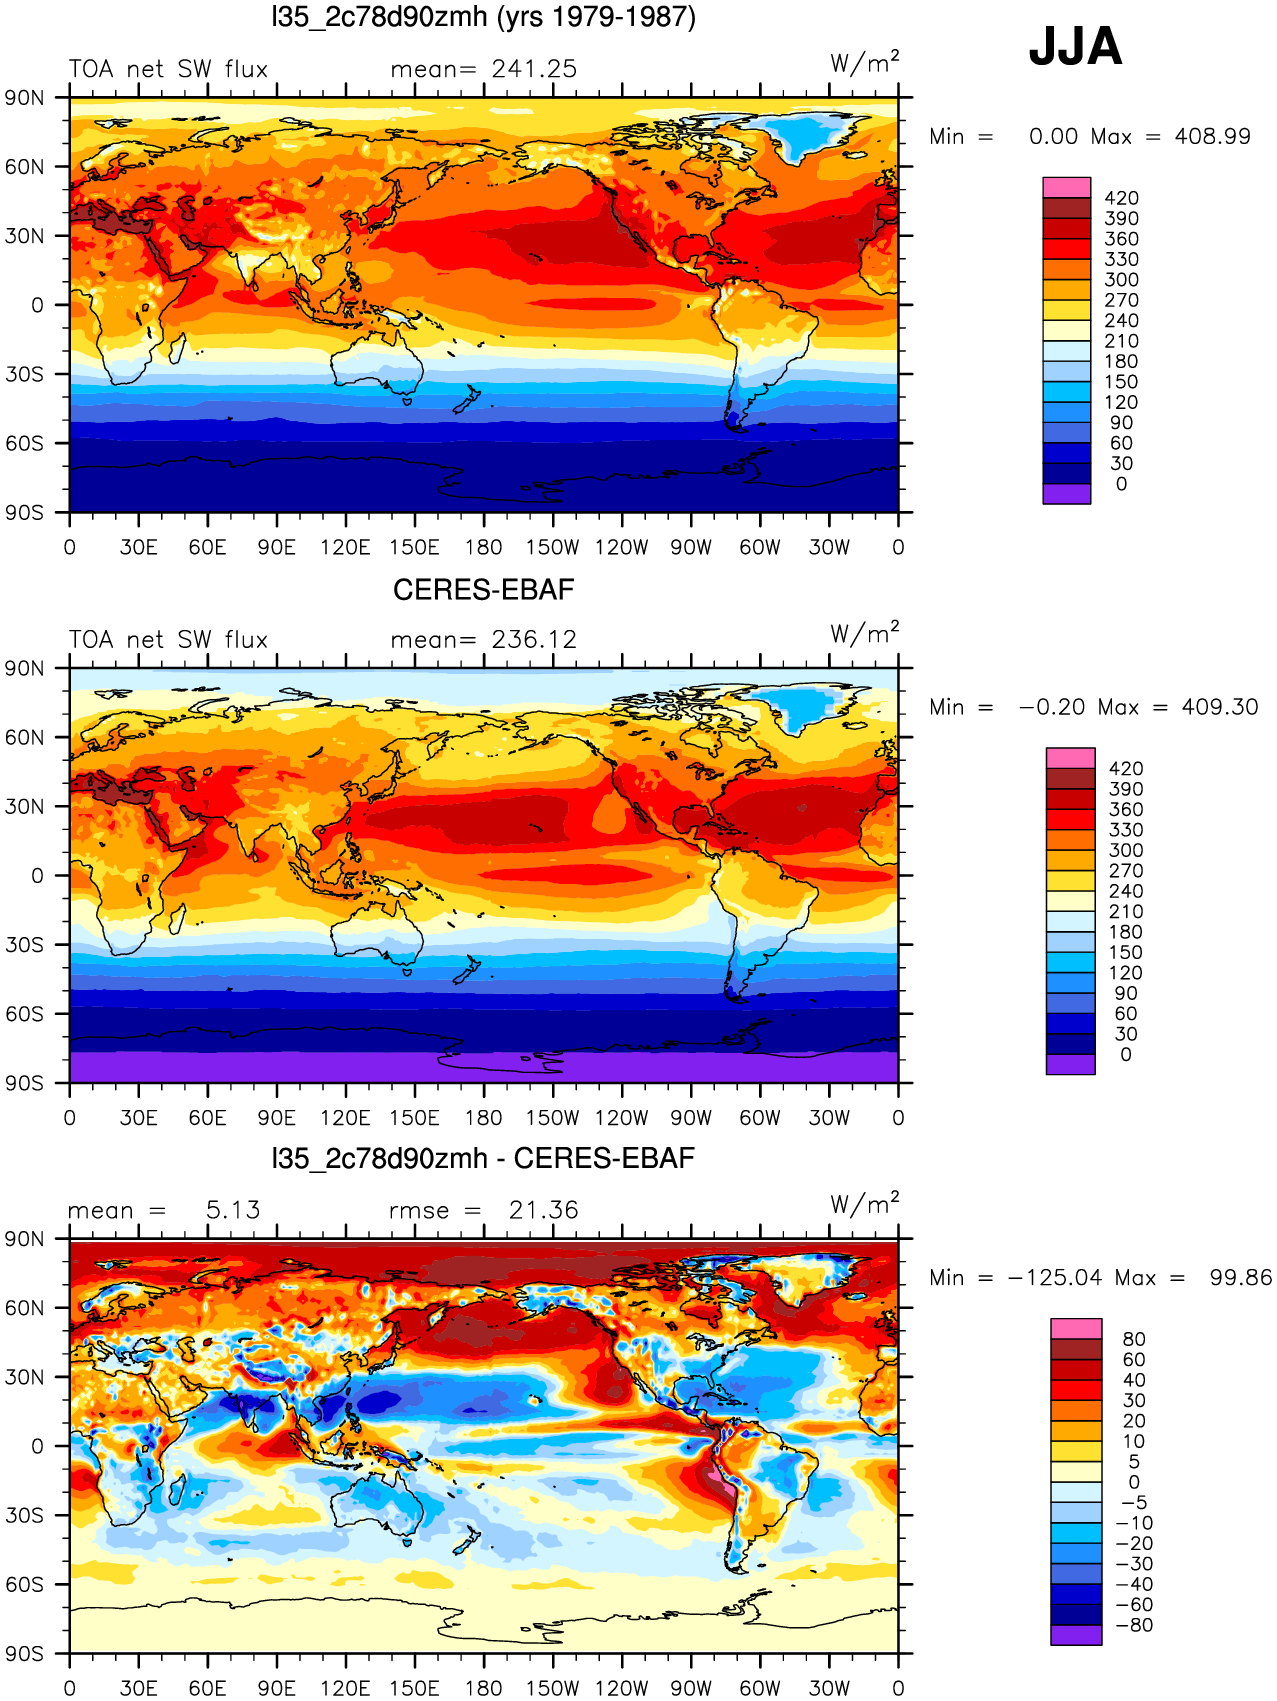 l35_2c78d90zmh (yrs 1979-1987)
JJA
TOA net SW flux mean= 241.25 W/m²
Min = 0.00 Max = 408.99
90N
60N
30N
0
30S
60S
90S
0 30E 60E 90E 120E 150E 180 150W 120W 90W 60W 30W 0
420
390
360
330
300
270
240
210
180
150
120
90
60
30
0
CERES-EBAF
TOA net SW flux mean= 236.12 W/m²
Min = −0.20 Max = 409.30
90N
60N
30N
0
30S
60S
90S
0 30E 60E 90E 120E 150E 180 150W 120W 90W 60W 30W 0
420
390
360
330
300
270
240
210
180
150
120
90
60
30
0
l35_2c78d90zmh - CERES-EBAF
mean = 5.13 rmse = 21.36 W/m²
Min = −125.04 Max = 99.86
90N
60N
30N
0
30S
60S
90S
0 30E 60E 90E 120E 150E 180 150W 120W 90W 60W 30W 0
80
60
40
30
20
10
5
0
−5
−10
−20
−30
−40
−60
−80